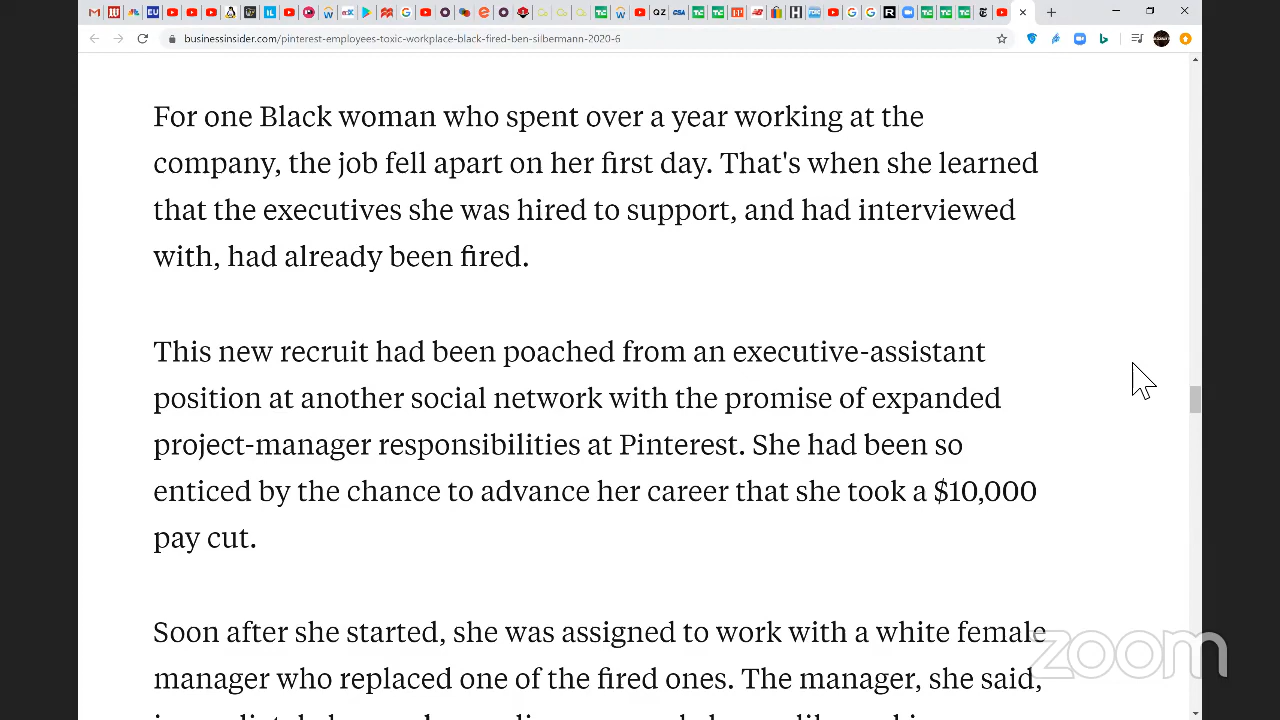 businessinsider.com/pinterest-employees-toxic-workplace-black-fired-ben-silbermann-2020-6
For one Black woman who spent over a year working at the
company, the job fell apart on her first day. That's when she learned
that the executives she was hired to support, and had interviewed
with, had already been fired.
This new recruit had been poached from an executive-assistant
position at another social network with the promise of expanded
project-manager responsibilities at Pinterest. She had been so
enticed by the chance to advance her career that she took a $10,000
pay cut.
Soon after she started, she was assigned to work with a white female
zoom
manager who replaced one of the fired ones. The manager, she said,